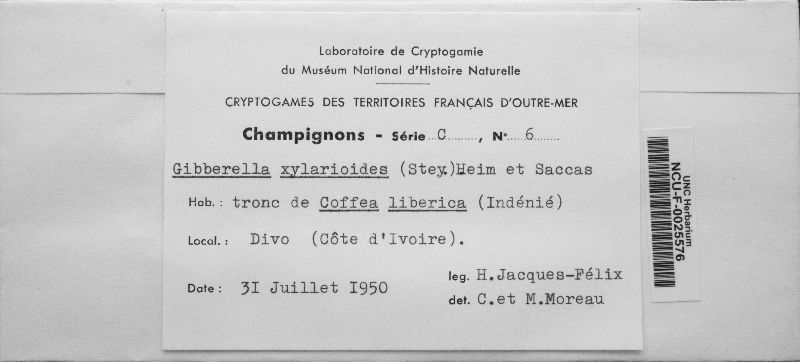 Laboratoire de Cryptogamie
du Muséum National d'Histoire Naturelle
CRYPTOGAMES DES TERRITOIRES FRANÇAIS D'OUTRE-MER
Champignons - Série C , N° 6
Gibberella xylarioides (Stey.)Heim et Saccas
Hab. : tronc de Coffea liberica (Indénié)
Local. : Divo (Côte d'Ivoire).
Date : 3I Juillet I950
leg. H.Jacques-Félix
det. C.et M.Moreau
UNC Herbarium
NCU-F-0025576